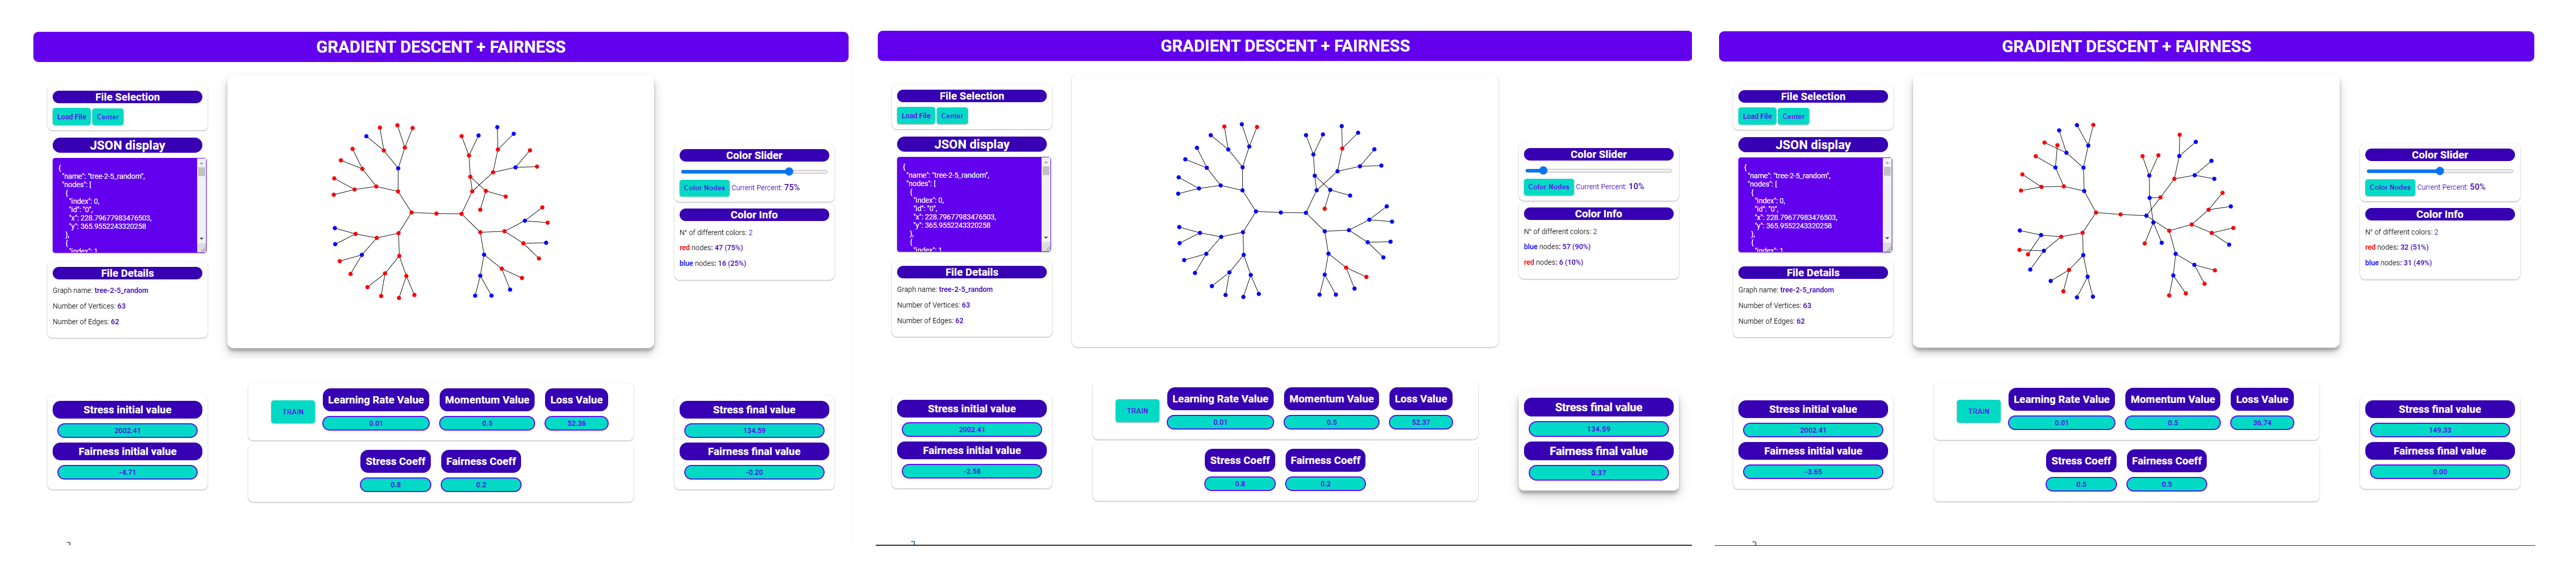 GRADIENT DESCENT + FAIRNESS
File Selection
Load File Center
JSON display
{
"name": "tree-2-5_random",
"nodes": [
{
"index": 0,
"id": "0",
"x": 228.79677983476503,
"y": 365.9552243320258
},
{
"index": 1,
File Details
Graph name: tree-2-5_random
Number of Vertices: 63
Number of Edges: 62
Color Slider
Color Nodes Current Percent: 75%
Color Info
N° of different colors: 2
red nodes: 47 (75%)
blue nodes: 16 (25%)
Stress initial value
2002.41
Fairness initial value
-4.71
TRAIN
Learning Rate Value Momentum Value Loss Value
0.01 0.5 52.36
Stress Coeff Fairness Coeff
0.8 0.2
Stress final value
134.59
Fairness final value
-0.20
GRADIENT DESCENT + FAIRNESS
File Selection
Load File Center
JSON display
{
"name": "tree-2-5_random",
"nodes": [
{
"index": 0,
"id": "0",
"x": 228.79677983476503,
"y": 365.9552243320258
},
{
"index": 1,
File Details
Graph name: tree-2-5_random
Number of Vertices: 63
Number of Edges: 62
Color Slider
Color Nodes Current Percent: 10%
Color Info
N° of different colors: 2
blue nodes: 57 (90%)
red nodes: 6 (10%)
Stress initial value
2002.41
Fairness initial value
-2.58
TRAIN
Learning Rate Value Momentum Value Loss Value
0.01 0.5 52.37
Stress Coeff Fairness Coeff
0.8 0.2
Stress final value
134.59
Fairness final value
0.37
GRADIENT DESCENT + FAIRNESS
File Selection
Load File Center
JSON display
{
"name": "tree-2-5_random",
"nodes": [
{
"index": 0,
"id": "0",
"x": 228.79677983476503,
"y": 365.9552243320258
},
{
"index": 1,
File Details
Graph name: tree-2-5_random
Number of Vertices: 63
Number of Edges: 62
Color Slider
Color Nodes Current Percent: 50%
Color Info
N° of different colors: 2
red nodes: 32 (51%)
blue nodes: 31 (49%)
Stress initial value
2002.41
Fairness initial value
-3.65
TRAIN
Learning Rate Value Momentum Value Loss Value
0.01 0.5 36.74
Stress Coeff Fairness Coeff
0.5 0.5
Stress final value
149.33
Fairness final value
0.00